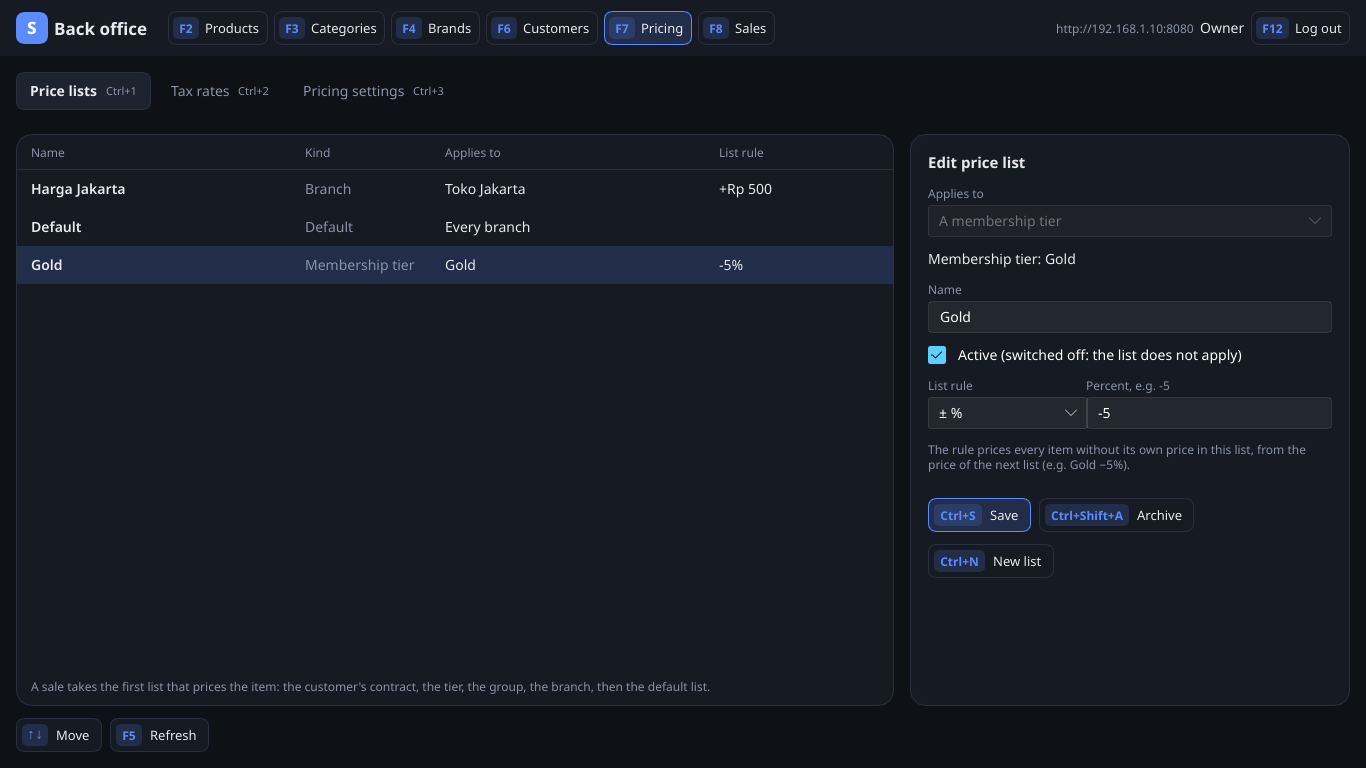 S Back office F2 Products F3 Categories F4 Brands F6 Customers F7 Pricing F8 Sales http://192.168.1.10:8080 Owner F12 Log out
Price lists Ctrl+1 Tax rates Ctrl+2 Pricing settings Ctrl+3
Name Kind Applies to List rule
Harga Jakarta Branch Toko Jakarta +Rp 500
Default Default Every branch
Gold Membership tier Gold -5%
A sale takes the first list that prices the item: the customer's contract, the tier, the group, the branch, then the default list.
Edit price list
Applies to
A membership tier
Membership tier: Gold
Name
Gold
Active (switched off: the list does not apply)
List rule Percent, e.g. -5
± % -5
The rule prices every item without its own price in this list, from the
price of the next list (e.g. Gold −5%).
Ctrl+S Save Ctrl+Shift+A Archive
Ctrl+N New list
↑↓ Move F5 Refresh